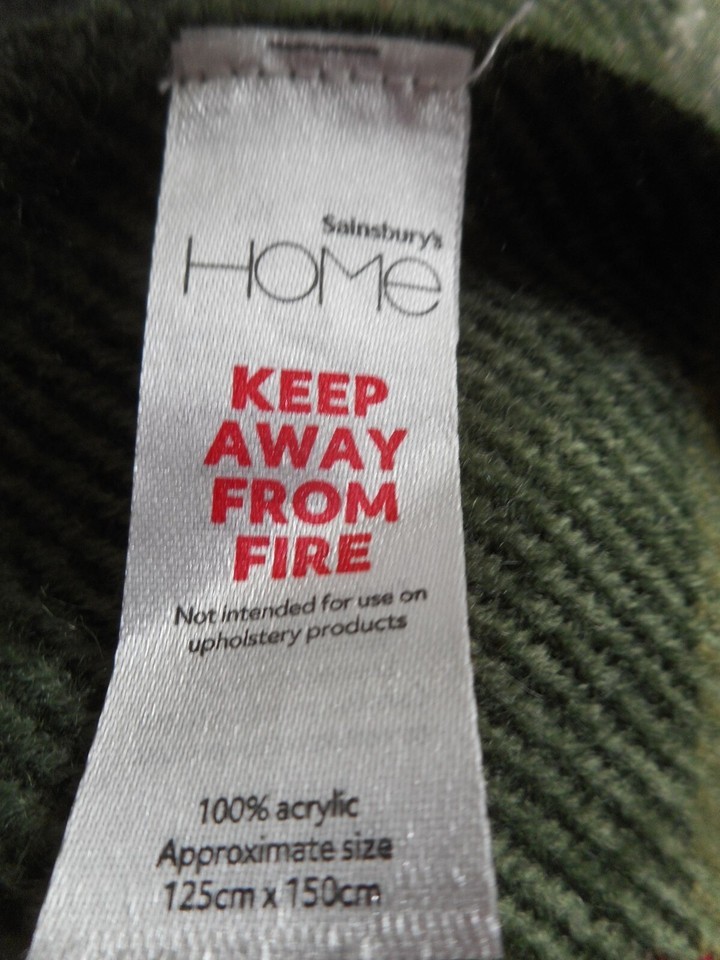 Sainsbury's
HOMe
KEEP
AWAY
FROM
FIRE
Not intended for use on
upholstery products
100% acrylic
Approximate size
125cm x 150cm